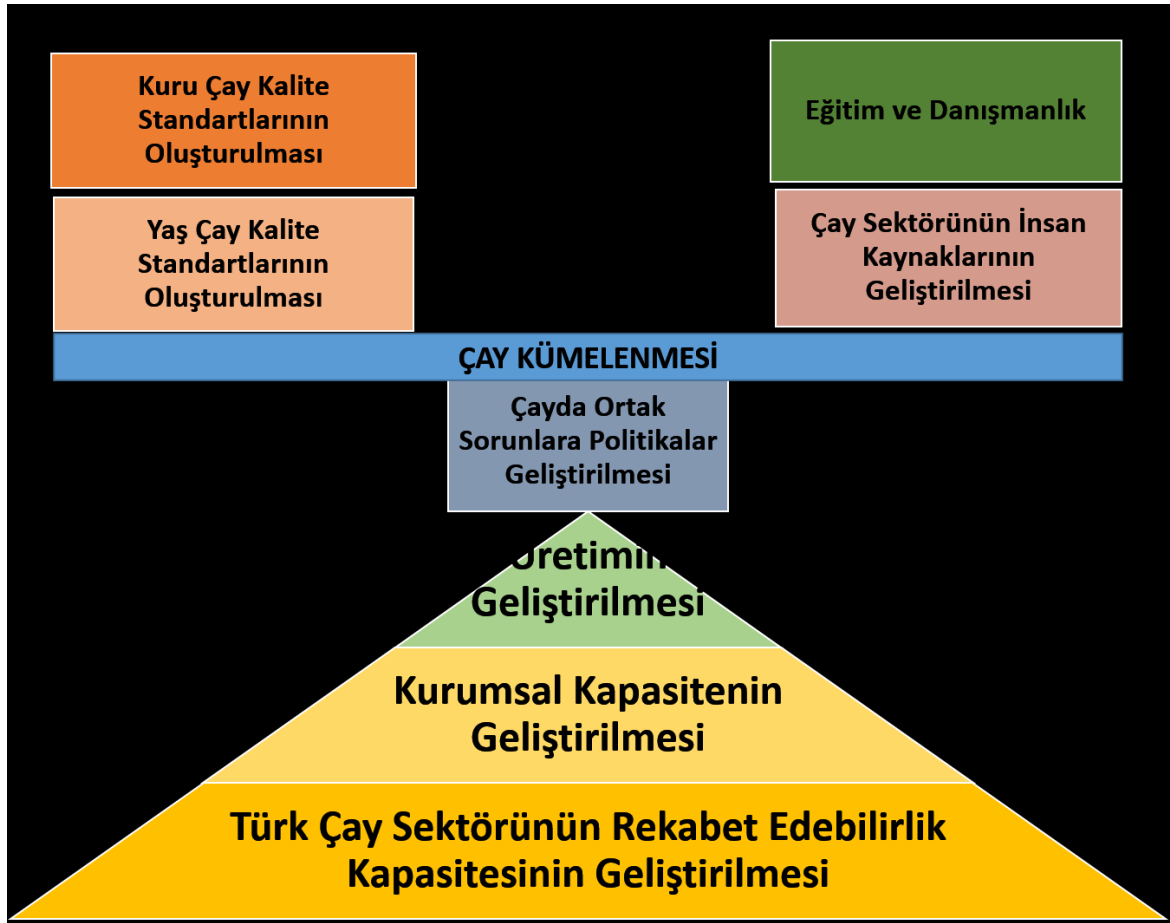 Kuru Çay Kalite
Standartlarının
Oluşturulması
Eğitim ve Danışmanlık
Yaş Çay Kalite
Standartlarının
Oluşturulması
Çay Sektörünün İnsan
Kaynaklarının
Geliştirilmesi
ÇAY KÜMELENMESİ
Çayda Ortak
Sorunlara Politikalar
Geliştirilmesi
Üretimin
Geliştirilmesi
Kurumsal Kapasitenin
Geliştirilmesi
Türk Çay Sektörünün Rekabet Edebilirlik
Kapasitesinin Geliştirilmesi